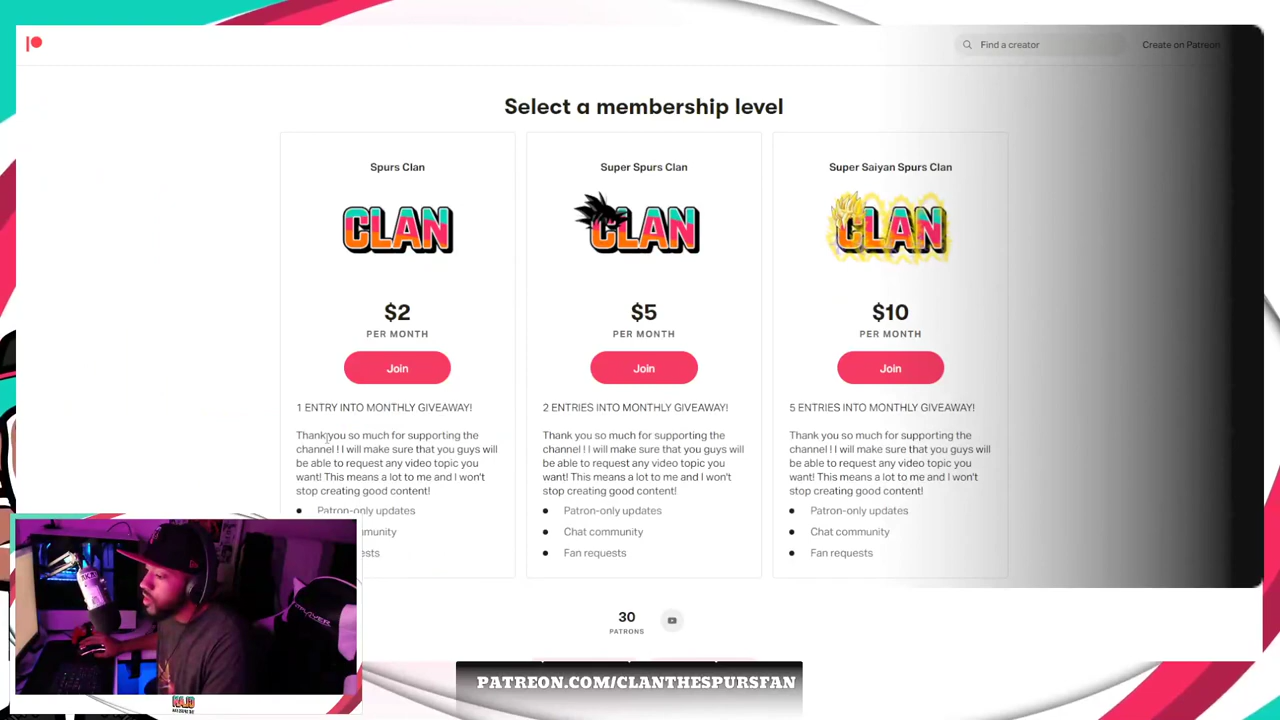 Find a creator
Create on Patreon
Select a membership level
Spurs Clan
CLAN
$2
PER MONTH
Join
1 ENTRY INTO MONTHLY GIVEAWAY!
Thank you so much for supporting the
channel ! I will make sure that you guys will
be able to request any video topic you
want! This means a lot to me and I won't
stop creating good content!
Patron-only updates
Super Spurs Clan
CLAN
$5
PER MONTH
Join
2 ENTRIES INTO MONTHLY GIVEAWAY!
Thank you so much for supporting the
channel ! I will make sure that you guys will
be able to request any video topic you
want! This means a lot to me and I won't
stop creating good content!
Patron-only updates
Chat community
Fan requests
Super Saiyan Spurs Clan
CLAN
$10
PER MONTH
Join
5 ENTRIES INTO MONTHLY GIVEAWAY!
Thank you so much for supporting the
channel ! I will make sure that you guys will
be able to request any video topic you
want! This means a lot to me and I won't
stop creating good content!
Patron-only updates
Chat community
Fan requests
30
PATRONS
PATREON.COM/CLANTHESPURSFAN